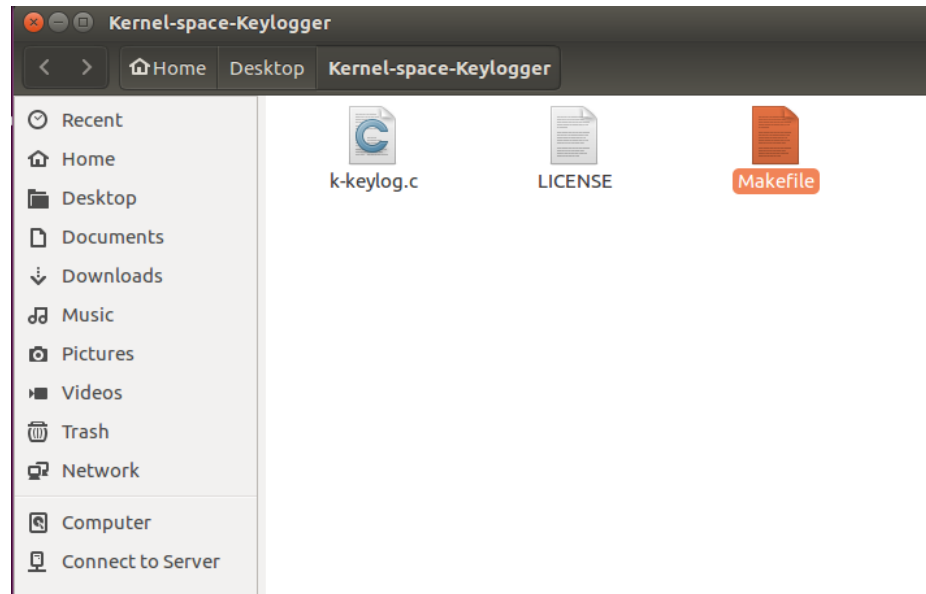 Kernel-space-Keylogger
Home Desktop Kernel-space-Keylogger
Recent
Home
Desktop
Documents
Downloads
Music
Pictures
Videos
Trash
Network
Computer
Connect to Server
k-keylog.c LICENSE Makefile